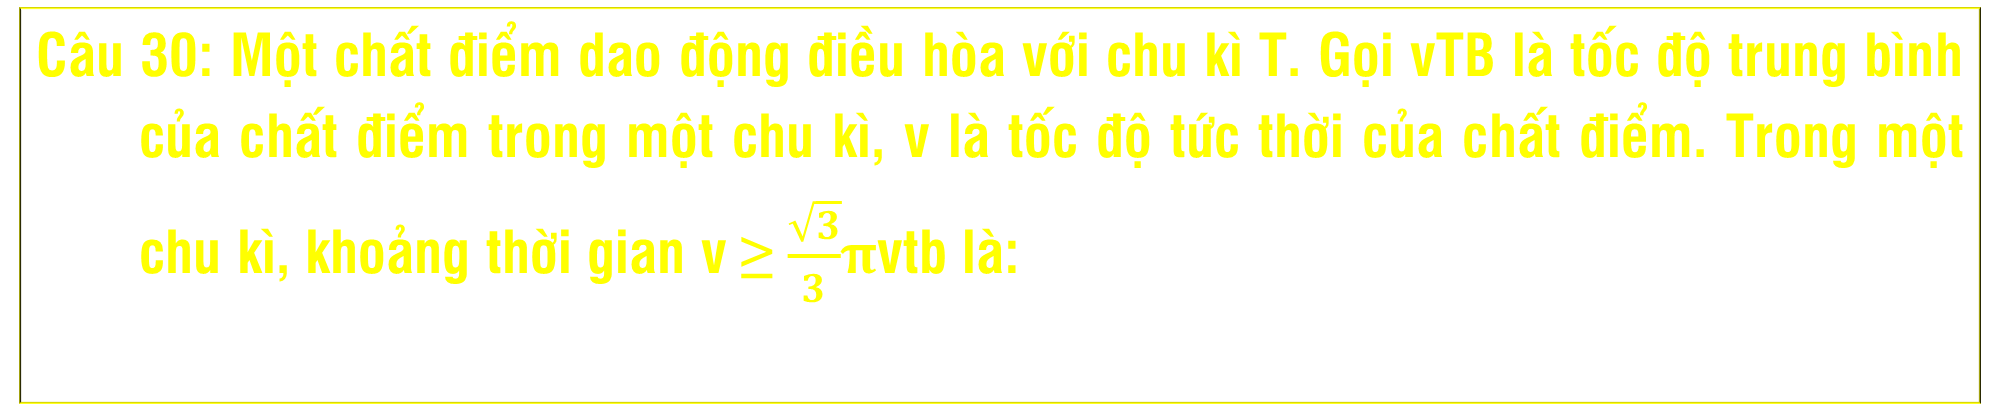 Câu 30: Một chất điểm dao động điều hòa với chu kì T. Gọi vTB là tốc độ trung bình
của chất điểm trong một chu kì, v là tốc độ tức thời của chất điểm. Trong một
chu kì, khoảng thời gian v ≥ √3/3 πvtb là: